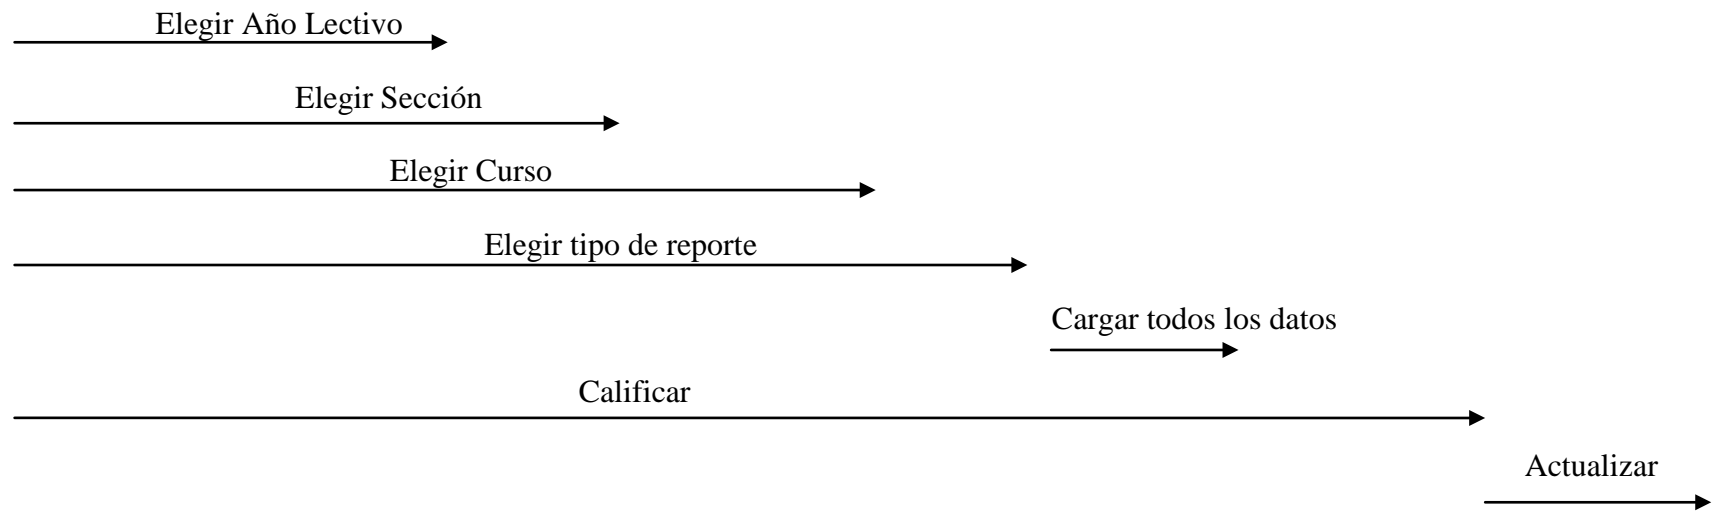 Elegir Año Lectivo
Elegir Sección
Elegir Curso
Elegir tipo de reporte
Cargar todos los datos
Calificar
Actualizar